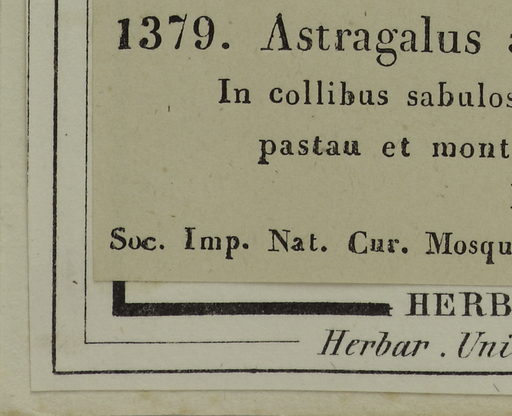 1379. Astragalus a
In collibus sabulos
pastau et mont
Soc. Imp. Nat. Cur. Mosqu
HERB
Herbar. Uni